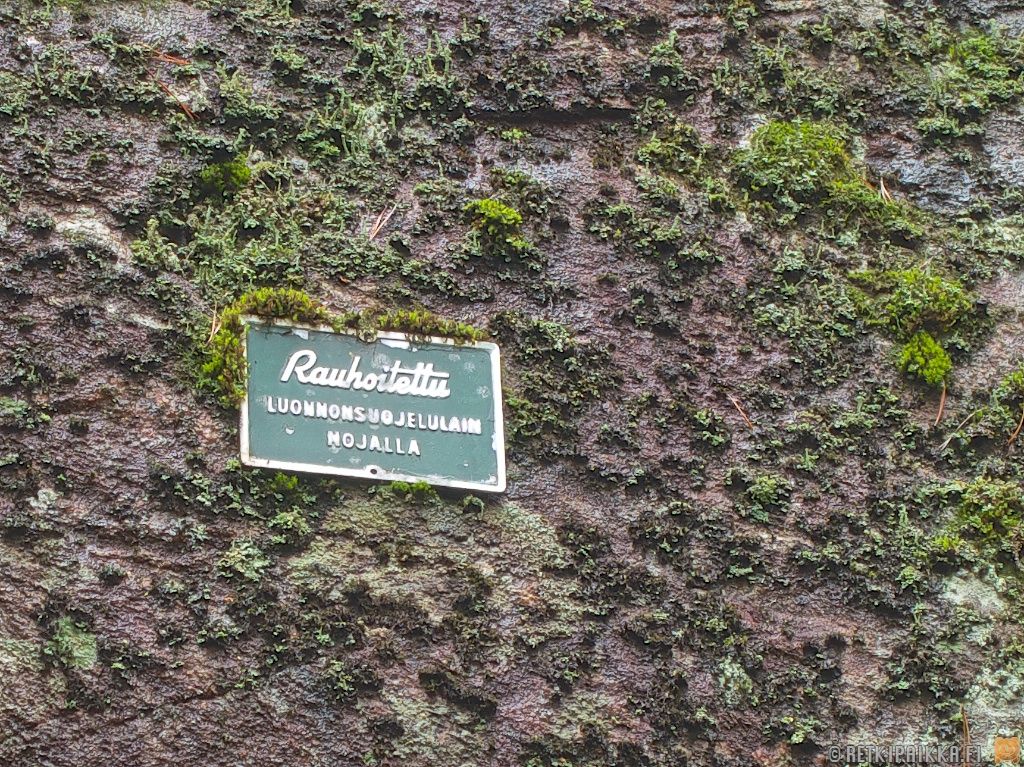 Rauhoitettu
LUONNONSUOJELULAIN
NOJALLA
© RETKIPAIKKA.FI